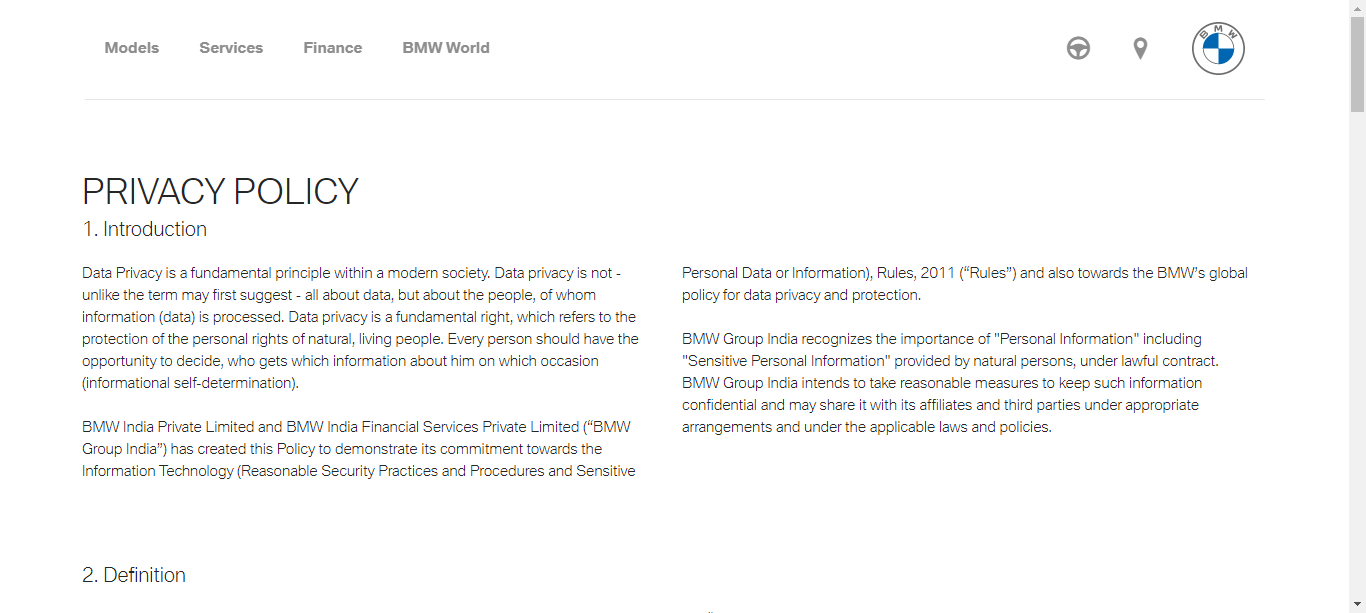 Models
Services
Finance
BMW World
BMW
PRIVACY POLICY
1. Introduction
Data Privacy is a fundamental principle within a modern society. Data privacy is not -
unlike the term may first suggest - all about data, but about the people, of whom
information (data) is processed. Data privacy is a fundamental right, which refers to the
protection of the personal rights of natural, living people. Every person should have the
opportunity to decide, who gets which information about him on which occasion
(informational self-determination).
BMW India Private Limited and BMW India Financial Services Private Limited (“BMW
Group India”) has created this Policy to demonstrate its commitment towards the
Information Technology (Reasonable Security Practices and Procedures and Sensitive
Personal Data or Information), Rules, 2011 (“Rules”) and also towards the BMW’s global
policy for data privacy and protection.
BMW Group India recognizes the importance of "Personal Information" including
"Sensitive Personal Information" provided by natural persons, under lawful contract.
BMW Group India intends to take reasonable measures to keep such information
confidential and may share it with its affiliates and third parties under appropriate
arrangements and under the applicable laws and policies.
2. Definition